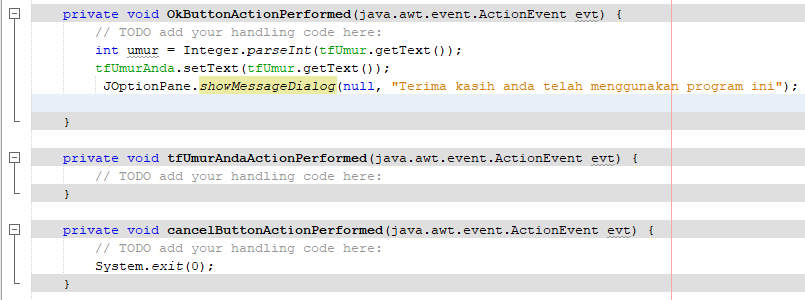 private void OkButtonActionPerformed(java.awt.event.ActionEvent evt) {
// TODO add your handling code here:
int umur = Integer.parseInt(tfUmur.getText());
tfUmurAnda.setText(tfUmur.getText());
JOptionPane.showMessageDialog(null, "Terima kasih anda telah menggunakan program ini");
}
private void tfUmurAndaActionPerformed(java.awt.event.ActionEvent evt) {
// TODO add your handling code here:
}
private void cancelButtonActionPerformed(java.awt.event.ActionEvent evt) {
// TODO add your handling code here:
System.exit(0);
}